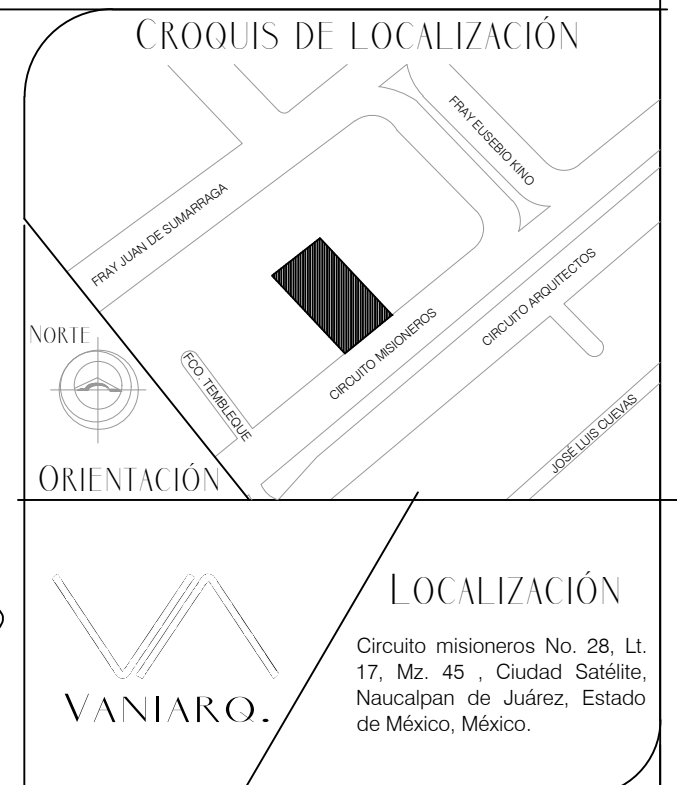 CROQUIS DE LOCALIZACIÓN
FRAY EUSEBIO KINO
FRAY JUAN DE SUMARRAGA
CIRCUITO ARQUITECTOS
CIRCUITO MISIONEROS
NORTE
FCO. TEMBLEQUE
JOSÉ LUIS CUEVAS
ORIENTACIÓN
VANIARQ.
LOCALIZACIÓN
Circuito misioneros No. 28, Lt.
17, Mz. 45 , Ciudad Satélite,
Naucalpan de Juárez, Estado
de México, México.